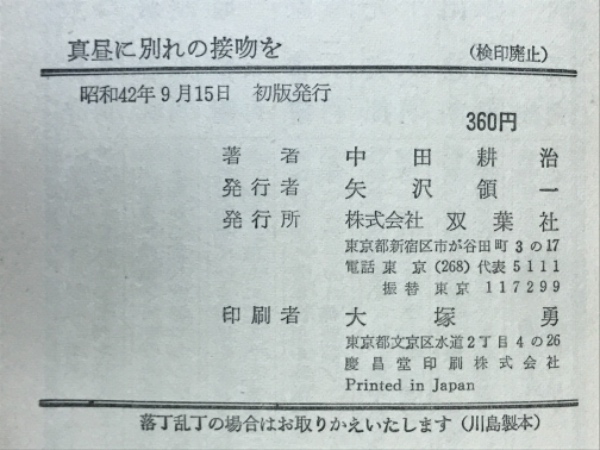 真昼に別れの接吻を (検印廃止)
昭和42年9月15日 初版発行
360円
著者 中田耕治
発行者 矢沢領一
発行所 株式会社 双葉社
東京都新宿区市が谷田町3の17
電話 東京 (268) 代表 5111
振替 東京 117299
印刷者 大塚勇
東京都文京区水道2丁目4の26
慶昌堂印刷株式会社
Printed in Japan
落丁乱丁の場合はお取りかえいたします (川島製本)